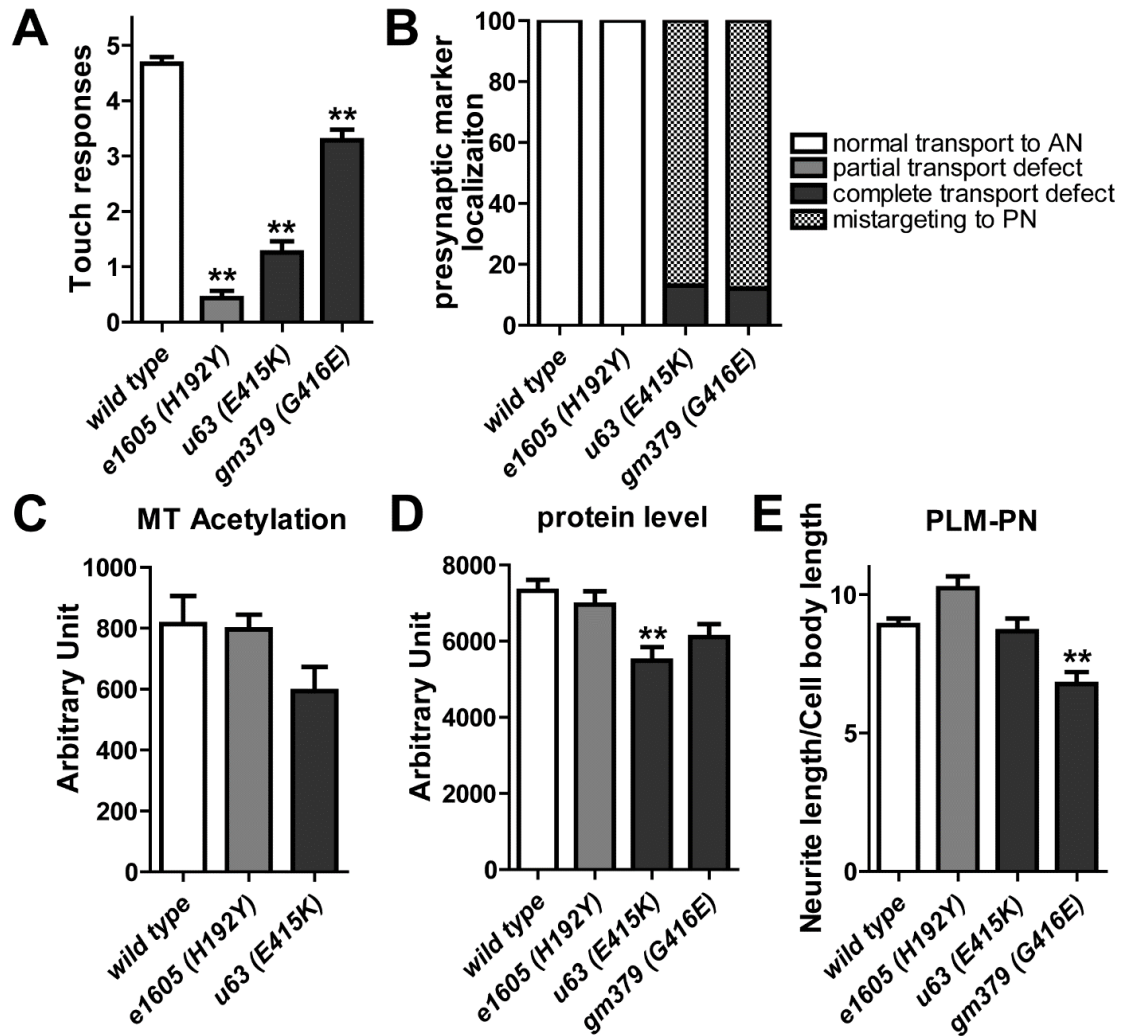 A
Touch responses
5
4
3
2
1
0
**
**
**
wild type
e1605 (H192Y)
u63 (E415K)
gm379 (G416E)
B
presynaptic marker
localizaiton
100
80
60
40
20
0
wild type
e1605 (H192Y)
u63 (E415K)
gm379 (G416E)
normal transport to AN
partial transport defect
complete transport defect
mistargeting to PN
C
MT Acetylation
Arbitrary Unit
1000
800
600
400
200
0
wild type
e1605 (H192Y)
u63 (E415K)
D
protein level
Arbitrary Unit
8000
6000
4000
2000
0
**
wild type
e1605 (H192Y)
u63 (E415K)
gm379 (G416E)
E
PLM-PN
Neurite length/Cell body length
10
5
0
**
wild type
e1605 (H192Y)
u63 (E415K)
gm379 (G416E)